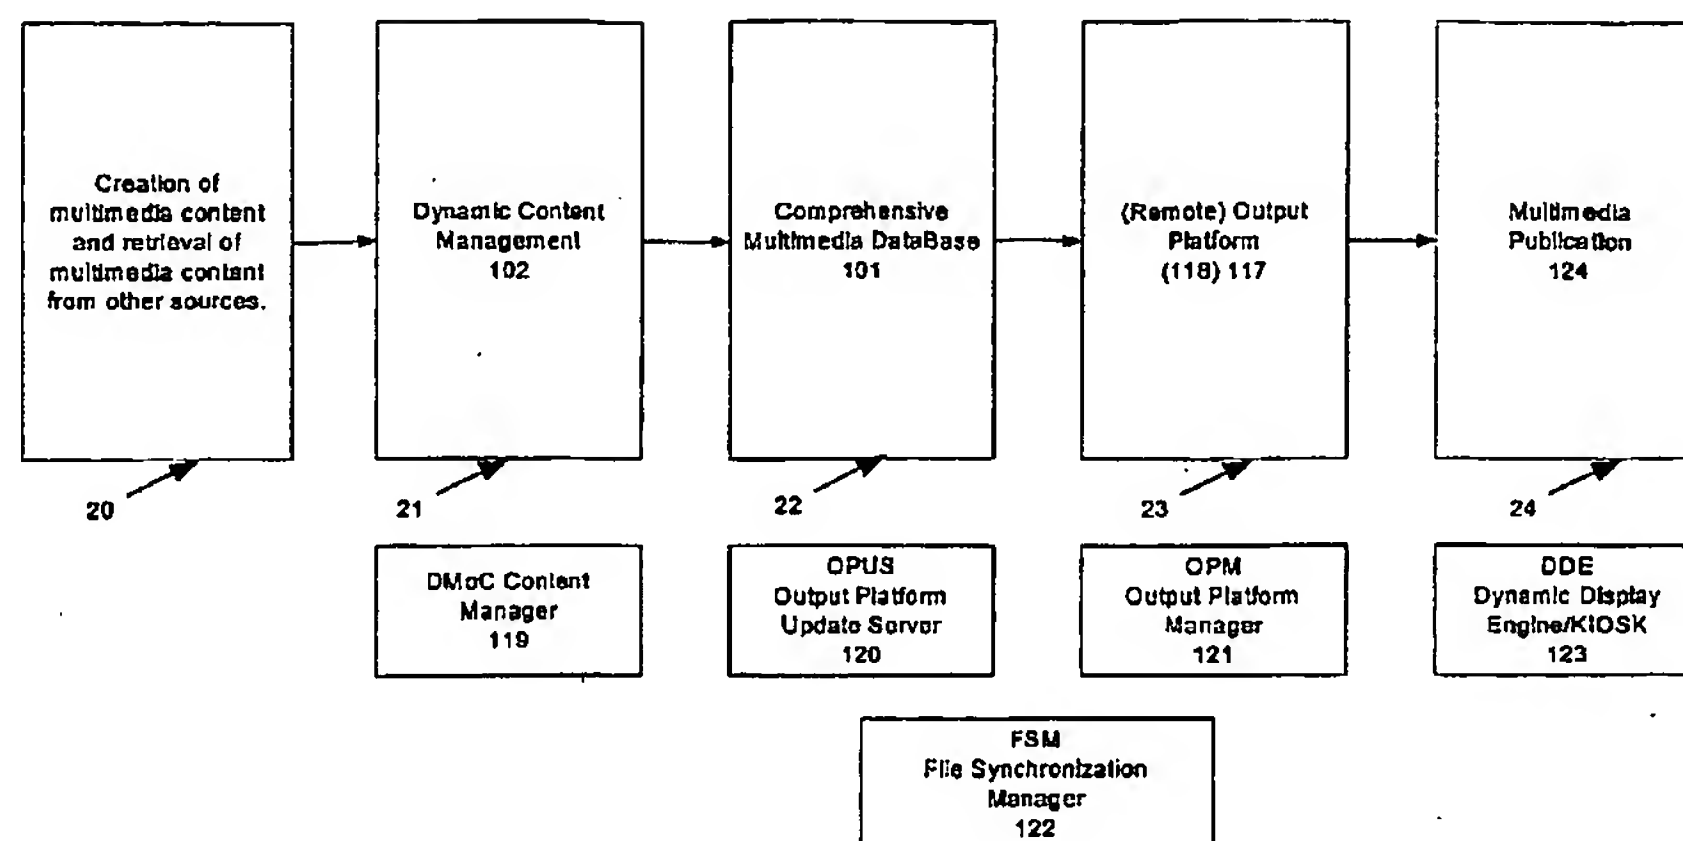 Creation of
multimedia content
and retrieval of
multimedia content
from other sources.
Dynamic Content
Management
102
Comprehensive
Multimedia DataBase
101
(Remote) Output
Platform
(118) 117
Multimedia
Publication
124
20
21
22
23
24
DMoC Content
Manager
119
OPUS
Output Platform
Update Server
120
OPM
Output Platform
Manager
121
DDE
Dynamic Display
Engine/KIOSK
123
FSM
File Synchronization
Manager
122